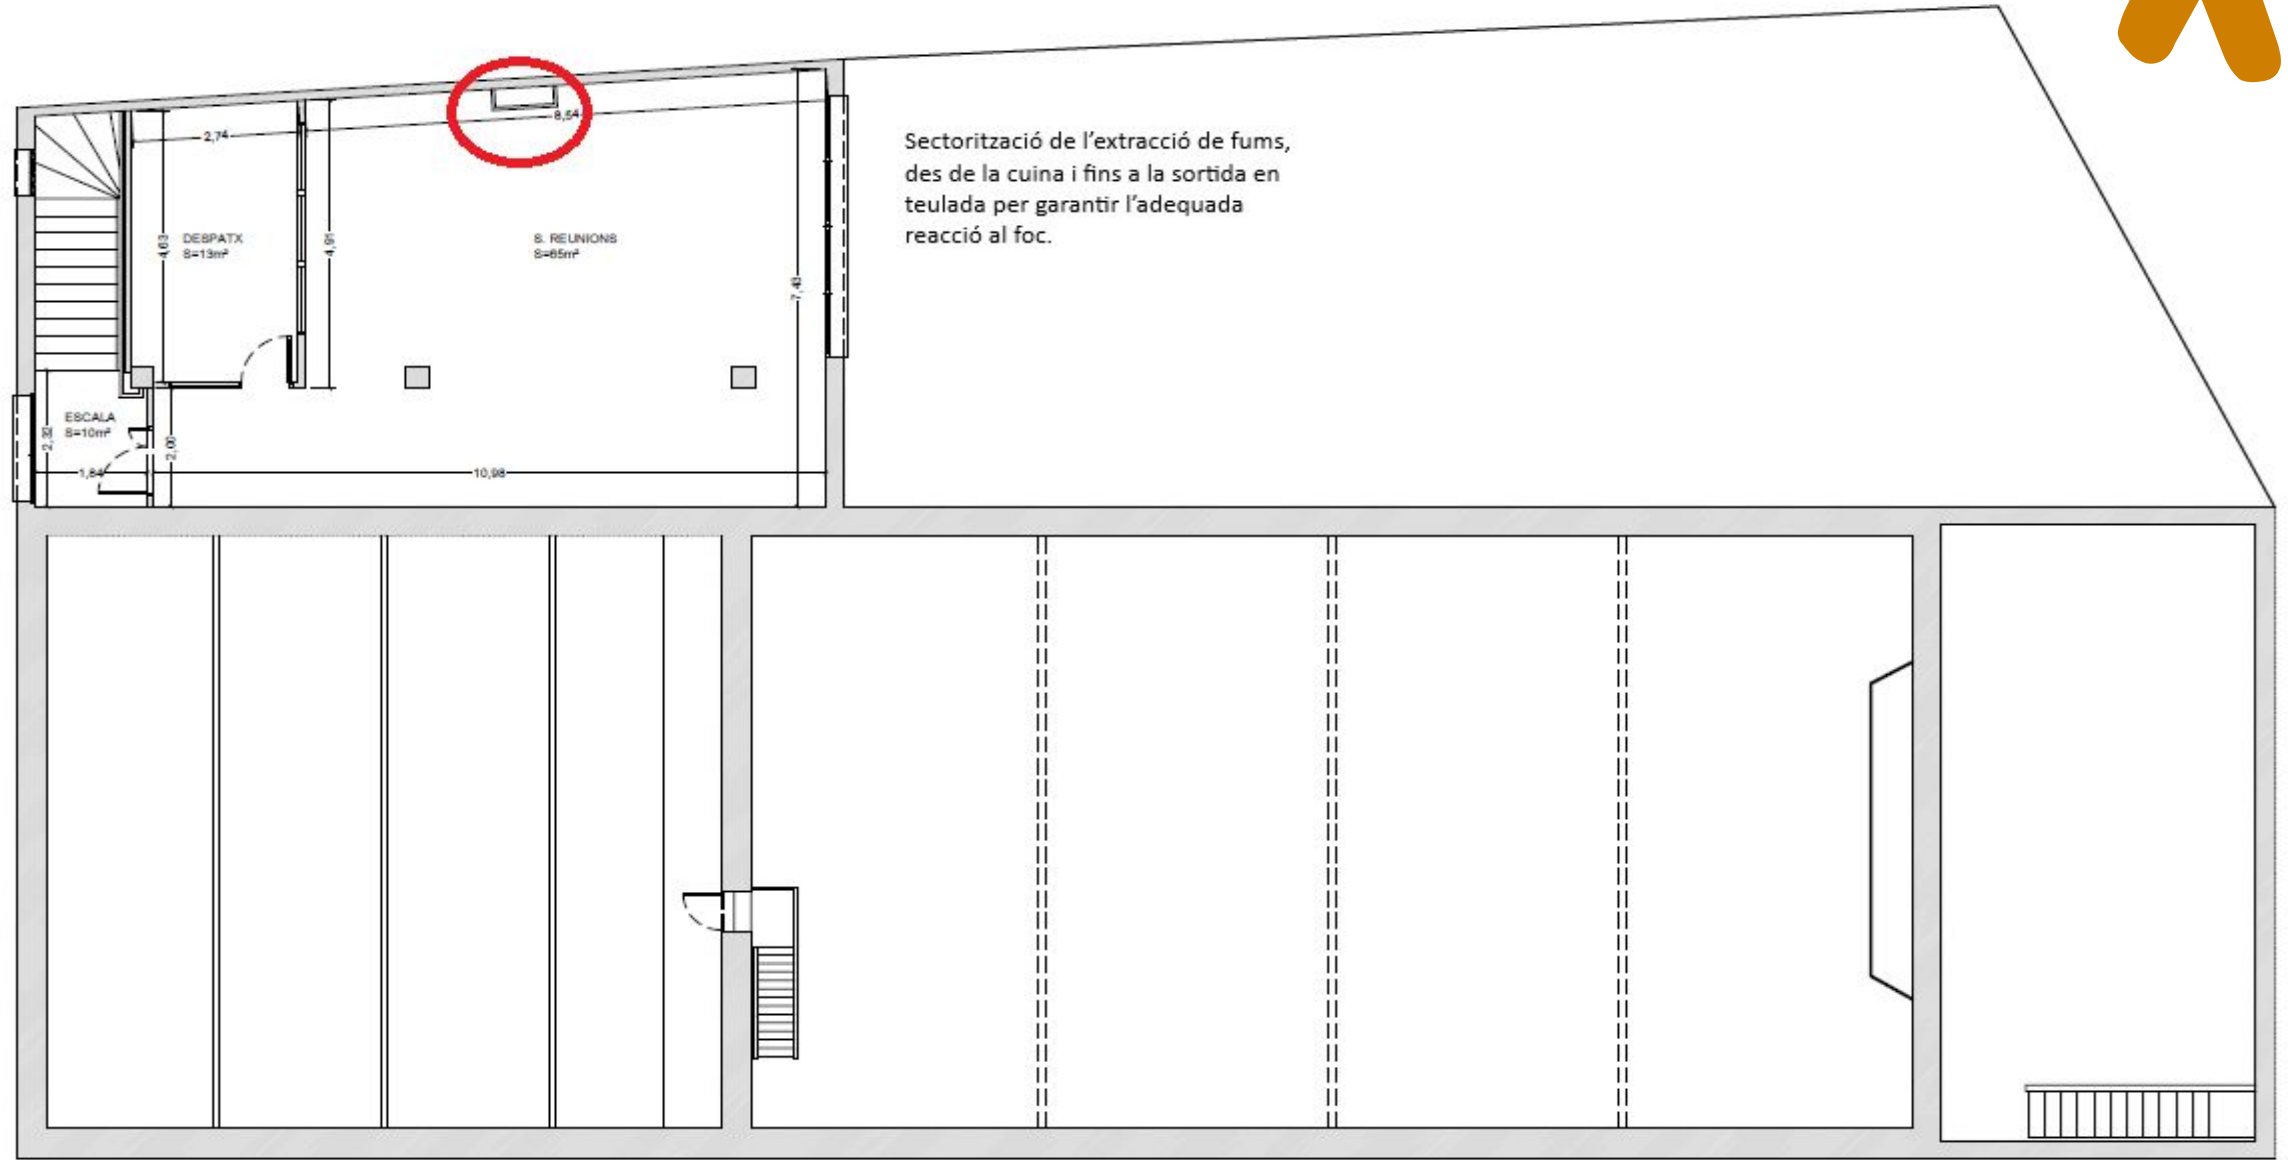 8,54
2,74
Sectorització de l’extracció de fums,
des de la cuina i fins a la sortida en
teulada per garantir l’adequada
reacció al foc.
4,63
DESPATX
S=13m²
4,91
S. REUNIONS
S=65m²
7,43
ESCALA
S=10m²
2,32
2,00
1,84
10,98